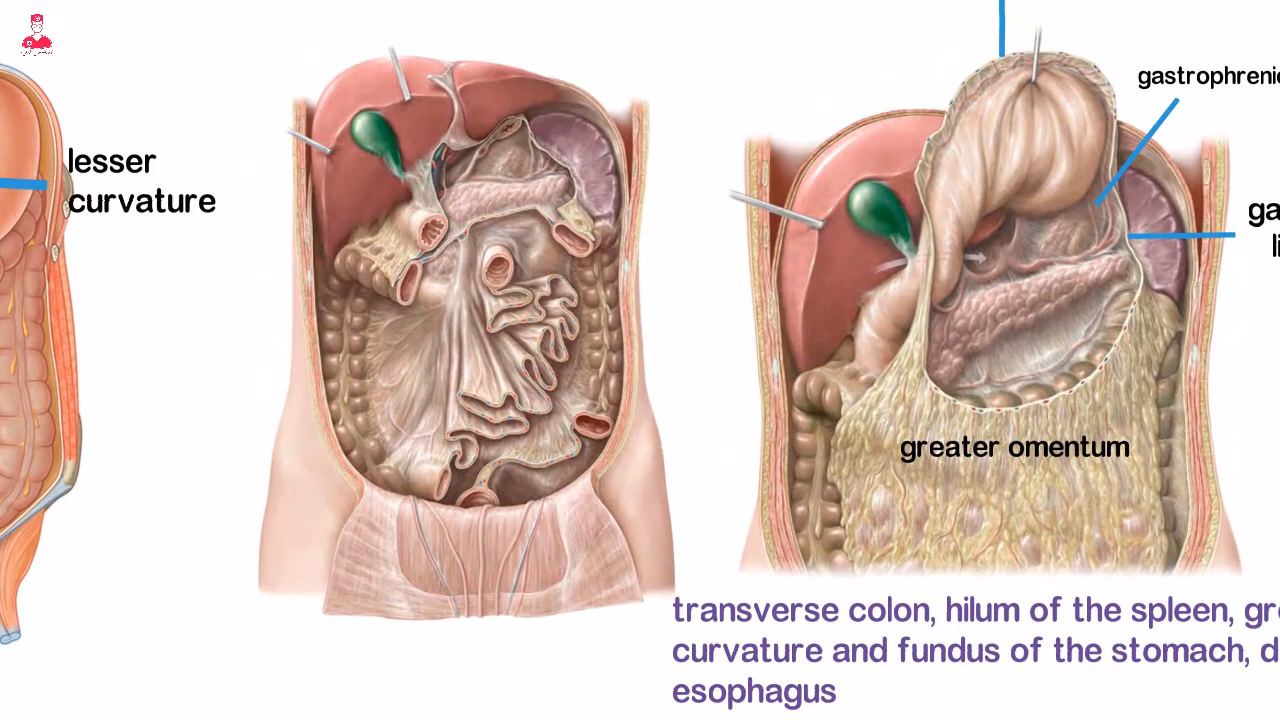 lesser
curvature
gastrophrenic
greater omentum
transverse colon, hilum of the spleen,
curvature and fundus of the stomach,
esophagus